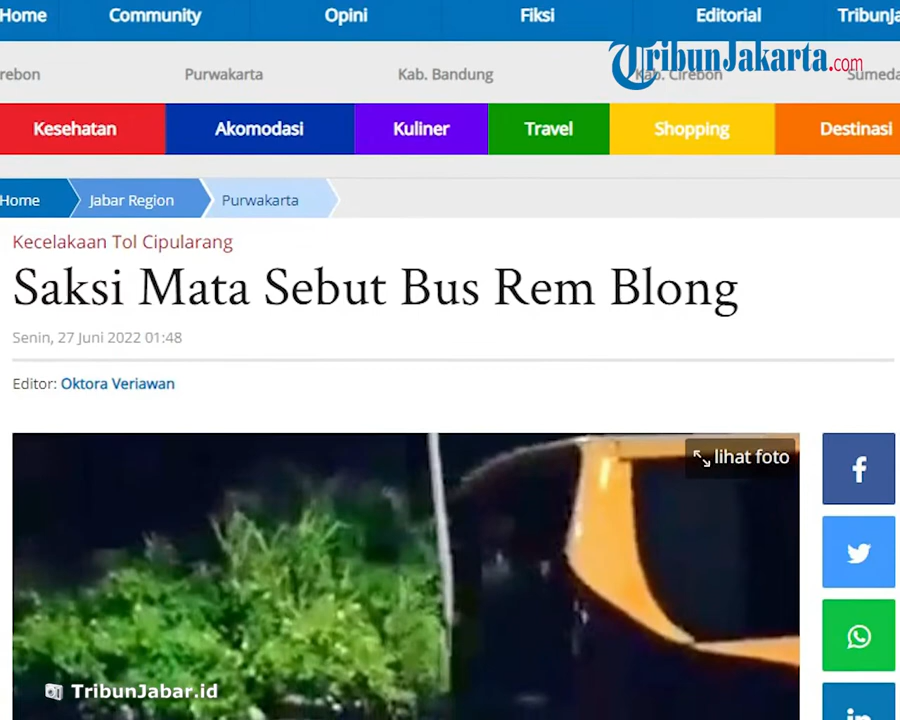 Home Community Opini Fiksi Editorial TribunJa
rebon Purwakarta Kab. Bandung Kab. Cirebon Sumeda
TribunJakarta.com
Kesehatan Akomodasi Kuliner Travel Shopping Destinasi
Home Jabar Region Purwakarta
Kecelakaan Tol Cipularang
Saksi Mata Sebut Bus Rem Blong
Senin, 27 Juni 2022 01:48
Editor: Oktora Veriawan
lihat foto
TribunJabar.id